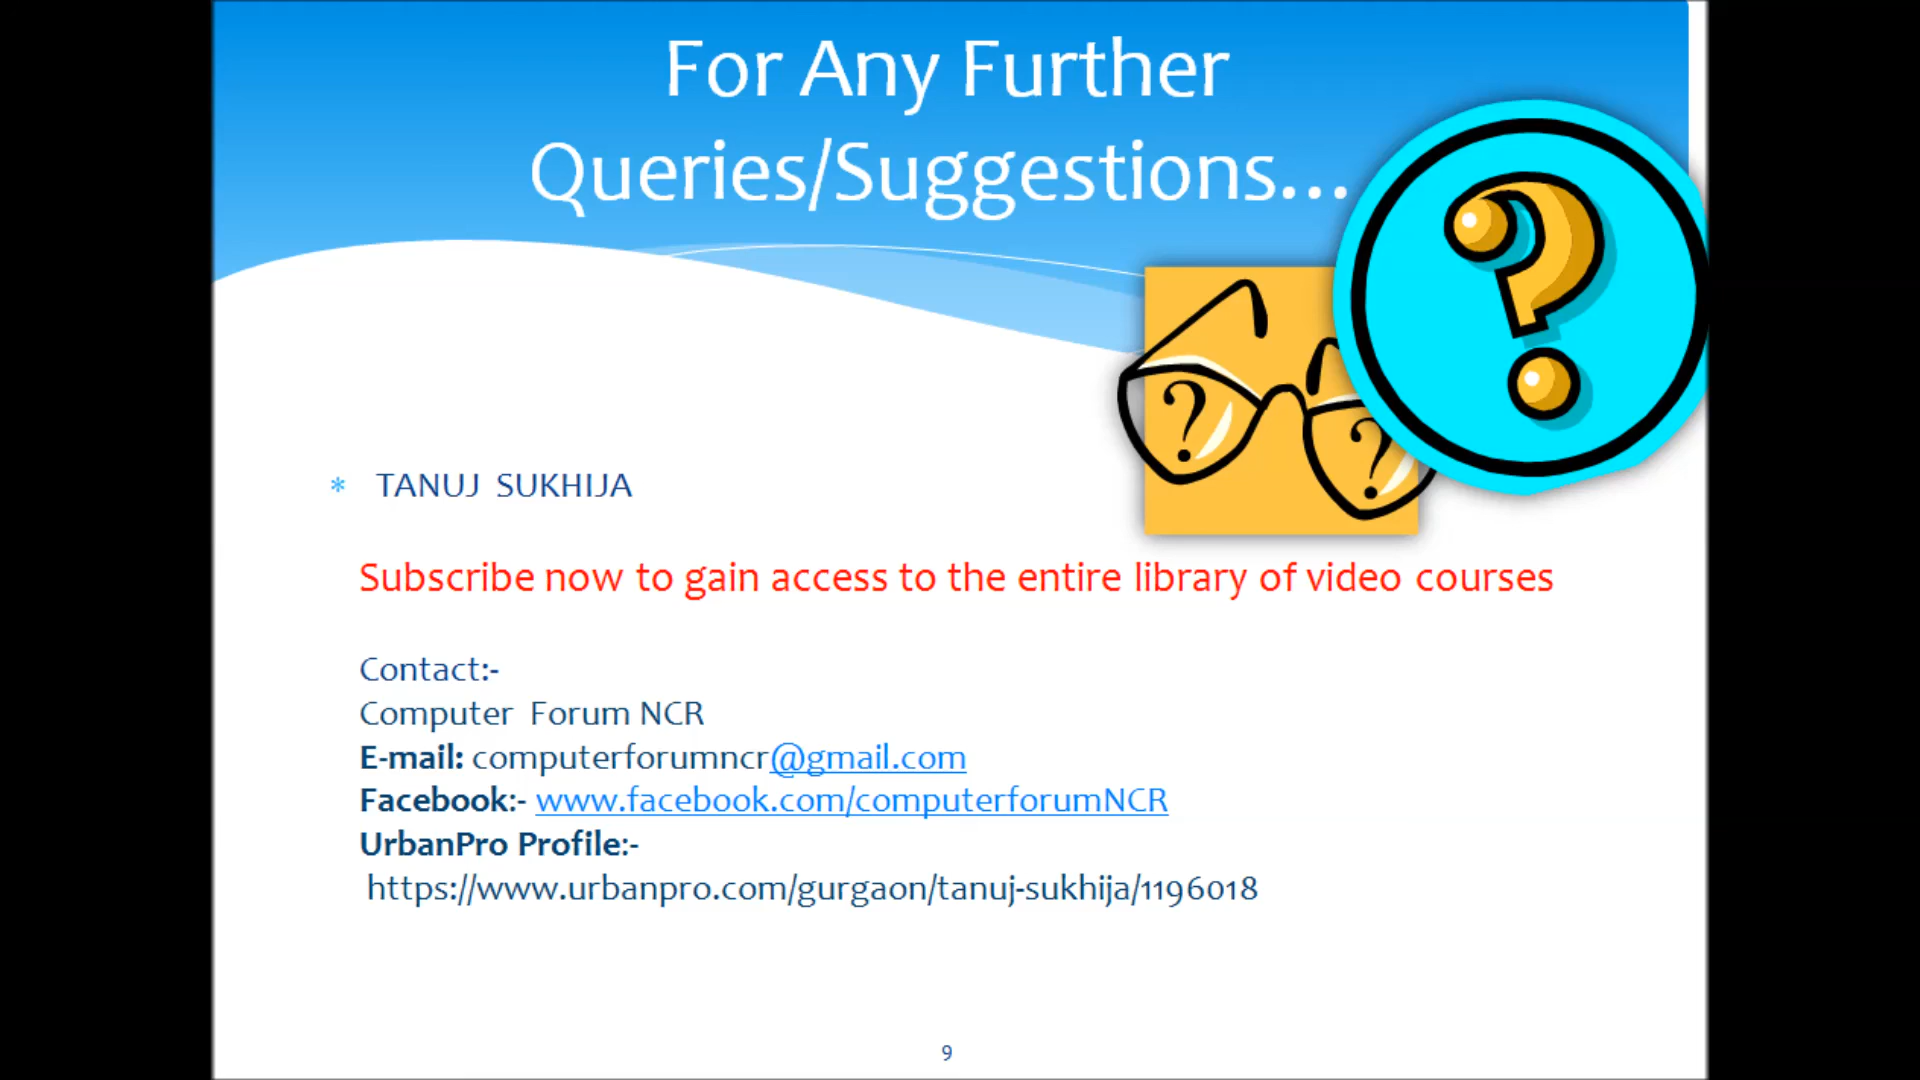 For Any Further
Queries/Suggestions...
? ?
?
* TANUJ SUKHIJA
Subscribe now to gain access to the entire library of video courses
Contact:-
Computer Forum NCR
E-mail: computerforumncr@gmail.com
Facebook:- www.facebook.com/computerforumNCR
UrbanPro Profile:-
https://www.urbanpro.com/gurgaon/tanuj-sukhija/1196018
9